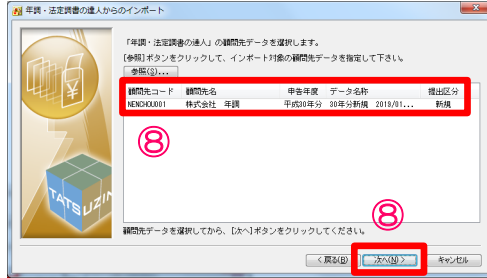 年調・法定調書の達人からのインポート
「年調・法定調書の達人」の顧問先データを選択します。
[参照]ボタンをクリックして、インポート対象の顧問先データを指定して下さい。
参照(S)...
顧問先コード 顧問先名 申告年度 データ名称 提出区分
NENCHOU001 株式会社 年調 平成30年分 30年分新規 2019/01... 新規
⑧
⑧
TATSUZIN
顧問先データを選択してから、[次へ]ボタンをクリックしてください。
< 戻る(B) 次へ(N) > キャンセル